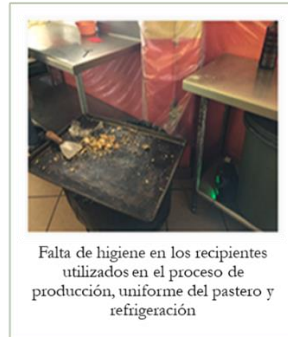 Falta de higiene en los recipientes
utilizados en el proceso de
producción, uniforme del pastero y
refrigeración